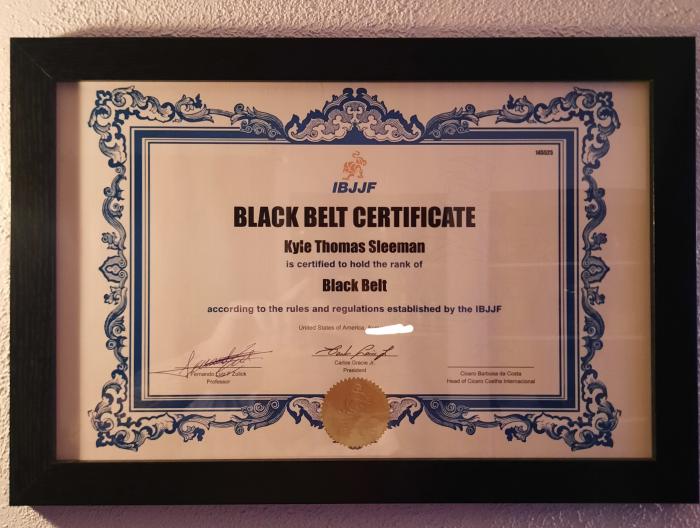 145525
IBJJF
BLACK BELT CERTIFICATE
Kyle Thomas Sleeman
is certified to hold the rank of
Black Belt
according to the rules and regulations established by the IBJJF
United States of America,
Fernando Zulick
Professor
Carlos Gracie Jr.
President
Cicero Barbosa da Costa
Head of Cicero Costha Internacional